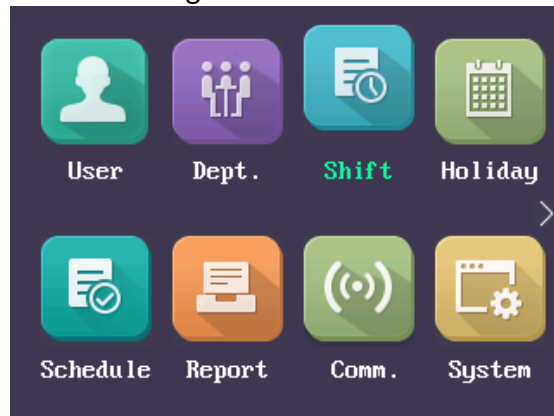 User Dept. Shift Holiday
Schedule Report Comm. System